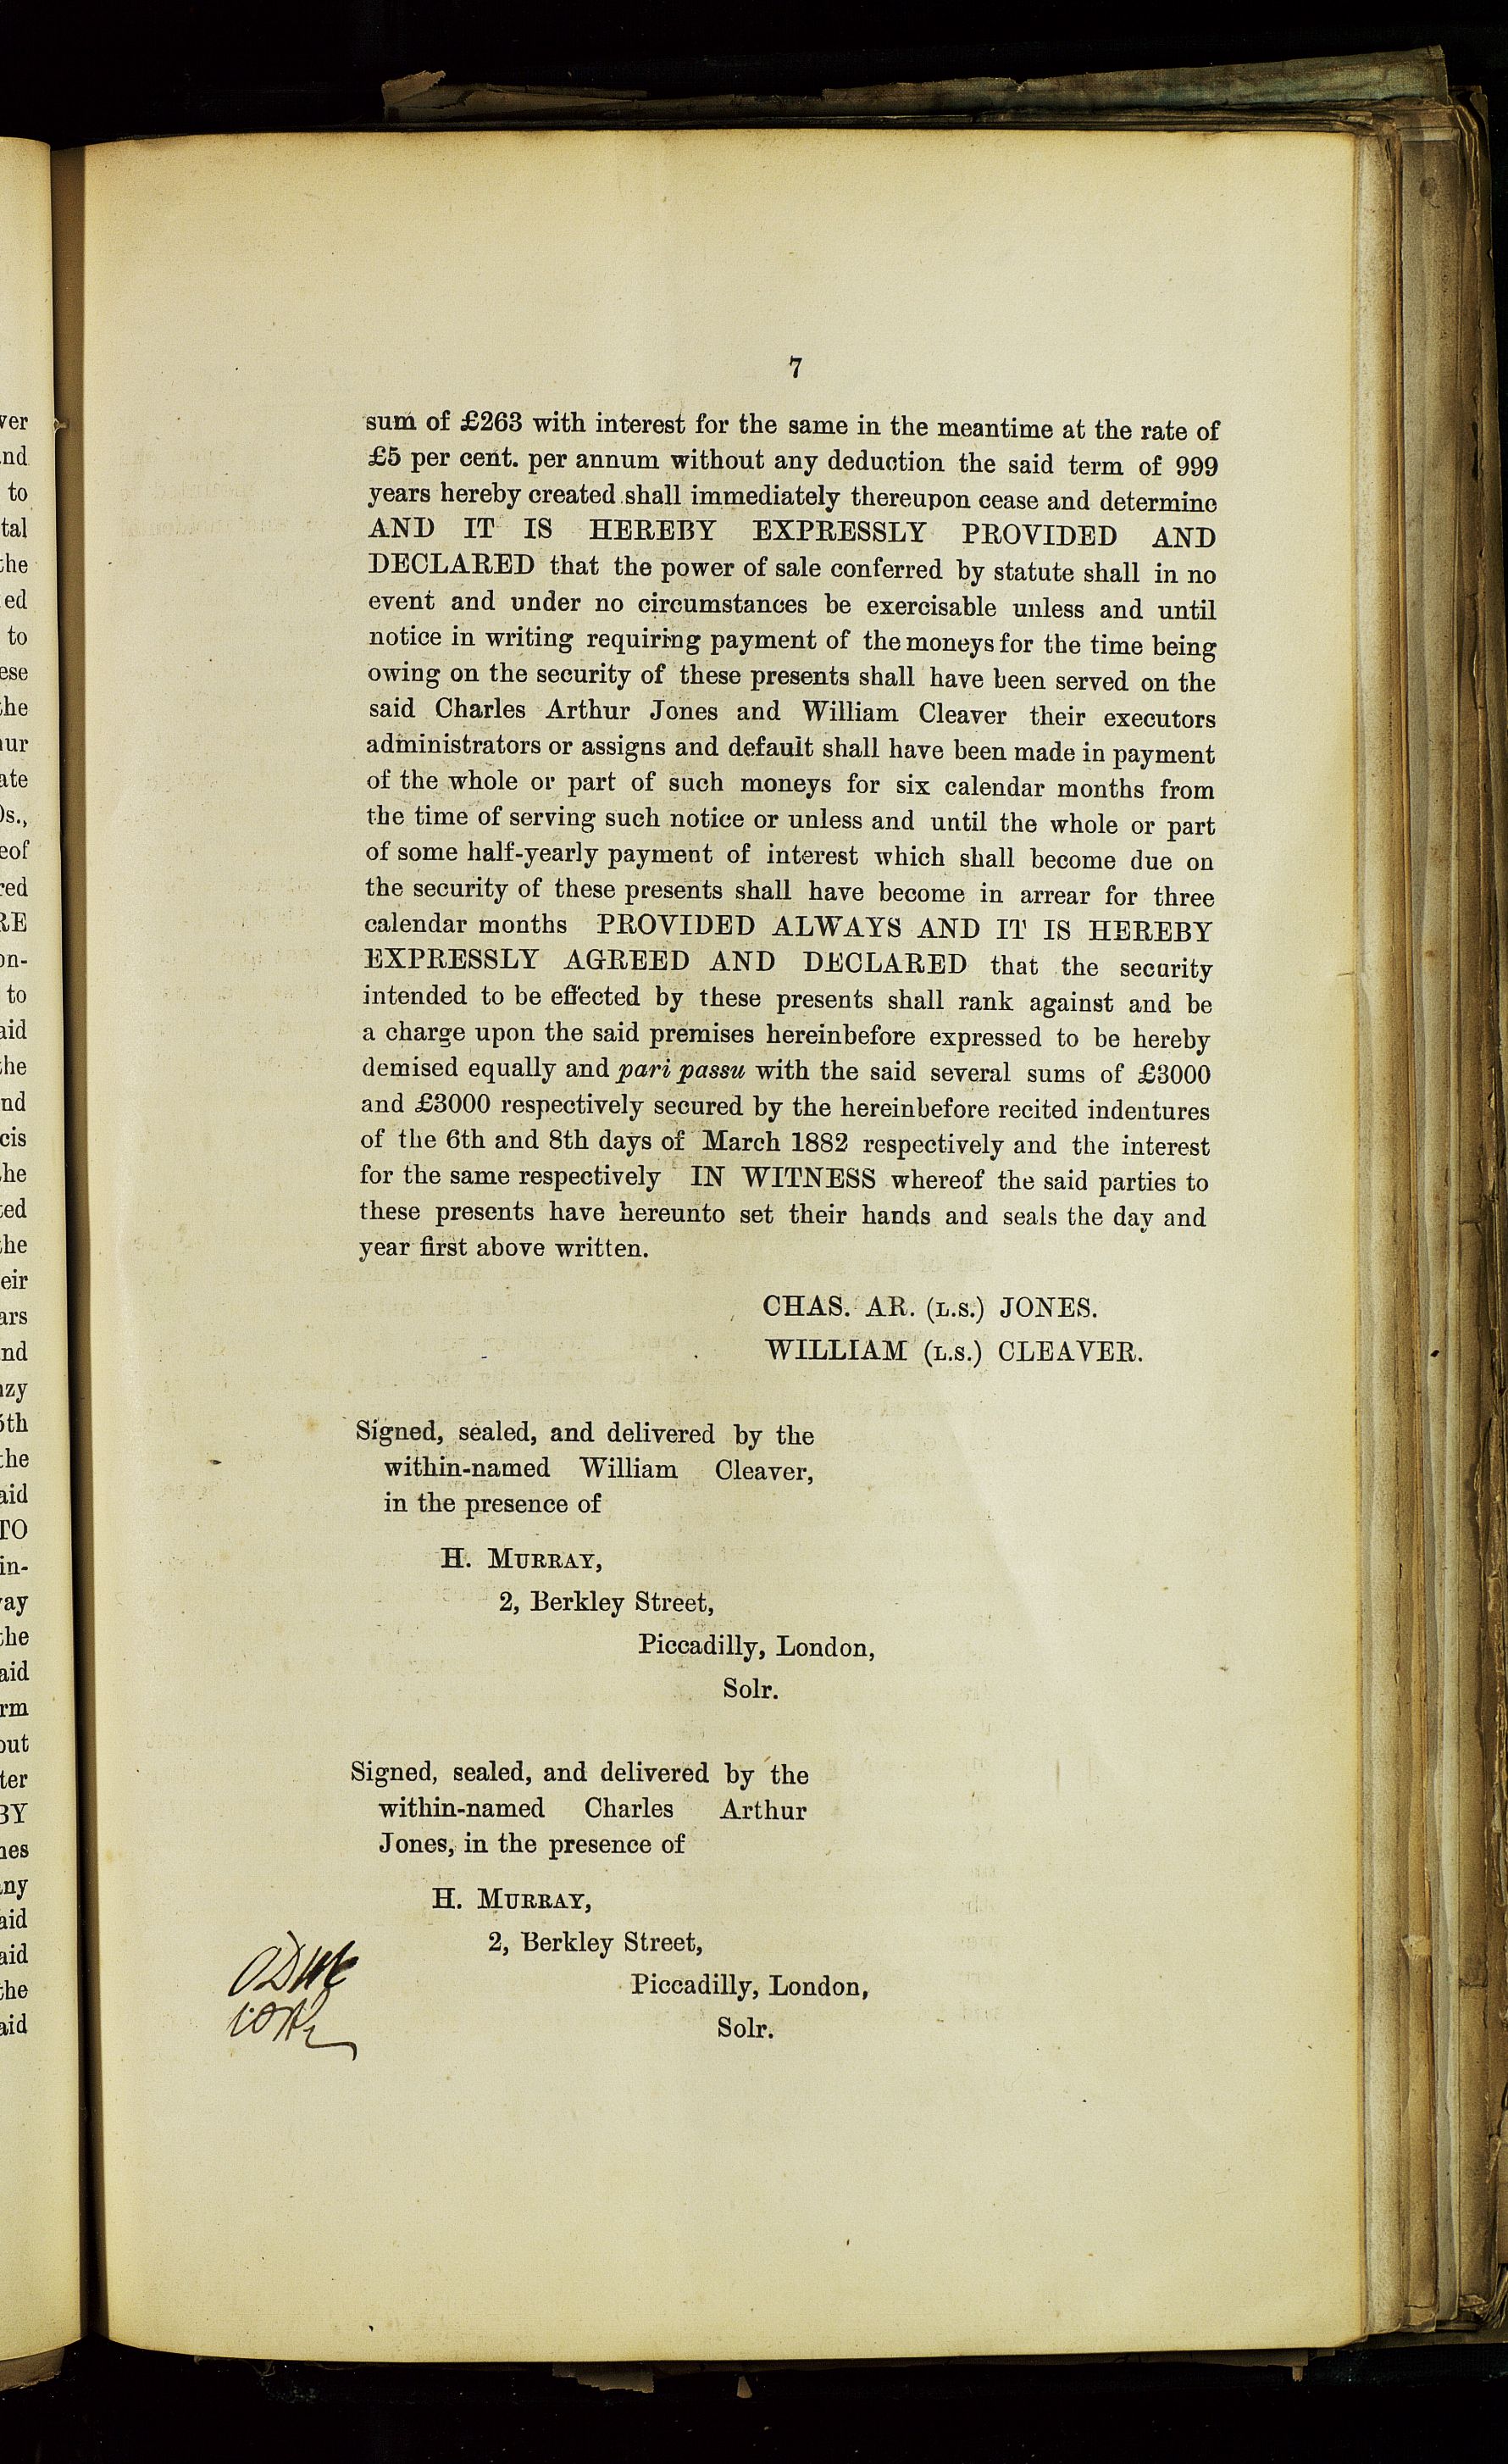 7
sum of £263 with interest for the same in the meantime at the rate of
£5 per cent. per annum without any deduction the said term of 999
years hereby created shall immediately thereupon cease and determine
AND IT IS HEREBY EXPRESSLY PROVIDED AND
DECLARED that the power of sale conferred by statute shall in no
event and under no circumstances be exercisable unless and until
notice in writing requiring payment of the moneys for the time being
owing on the security of these presents shall have been served on the
said Charles Arthur Jones and William Cleaver their executors
administrators or assigns and default shall have been made in payment
of the whole or part of such moneys for six calendar months from
the time of serving such notice or unless and until the whole or part
of some half-yearly payment of interest which shall become due on
the security of these presents shall have become in arrear for three
calendar months PROVIDED ALWAYS AND IT IS HEREBY
EXPRESSLY AGREED AND DECLARED that the security
intended to be effected by these presents shall rank against and be
a charge upon the said premises hereinbefore expressed to be hereby
demised equally and pari passu with the said several sums of £3000
and £3000 respectively secured by the hereinbefore recited indentures
of the 6th and 8th days of March 1882 respectively and the interest
for the same respectively IN WITNESS whereof the said parties to
these presents have hereunto set their hands and seals the day and
year first above written.
CHAS. AR. (L.S.) JONES.
WILLIAM (L.S.) CLEAVER.
Signed, sealed, and delivered by the
within-named William Cleaver,
in the presence of
H. MURRAY,
2, Berkley Street,
Piccadilly, London,
Solr.
Signed, sealed, and delivered by the
within-named Charles Arthur
Jones, in the presence of
H. MURRAY,
2, Berkley Street,
Piccadilly, London,
Solr.